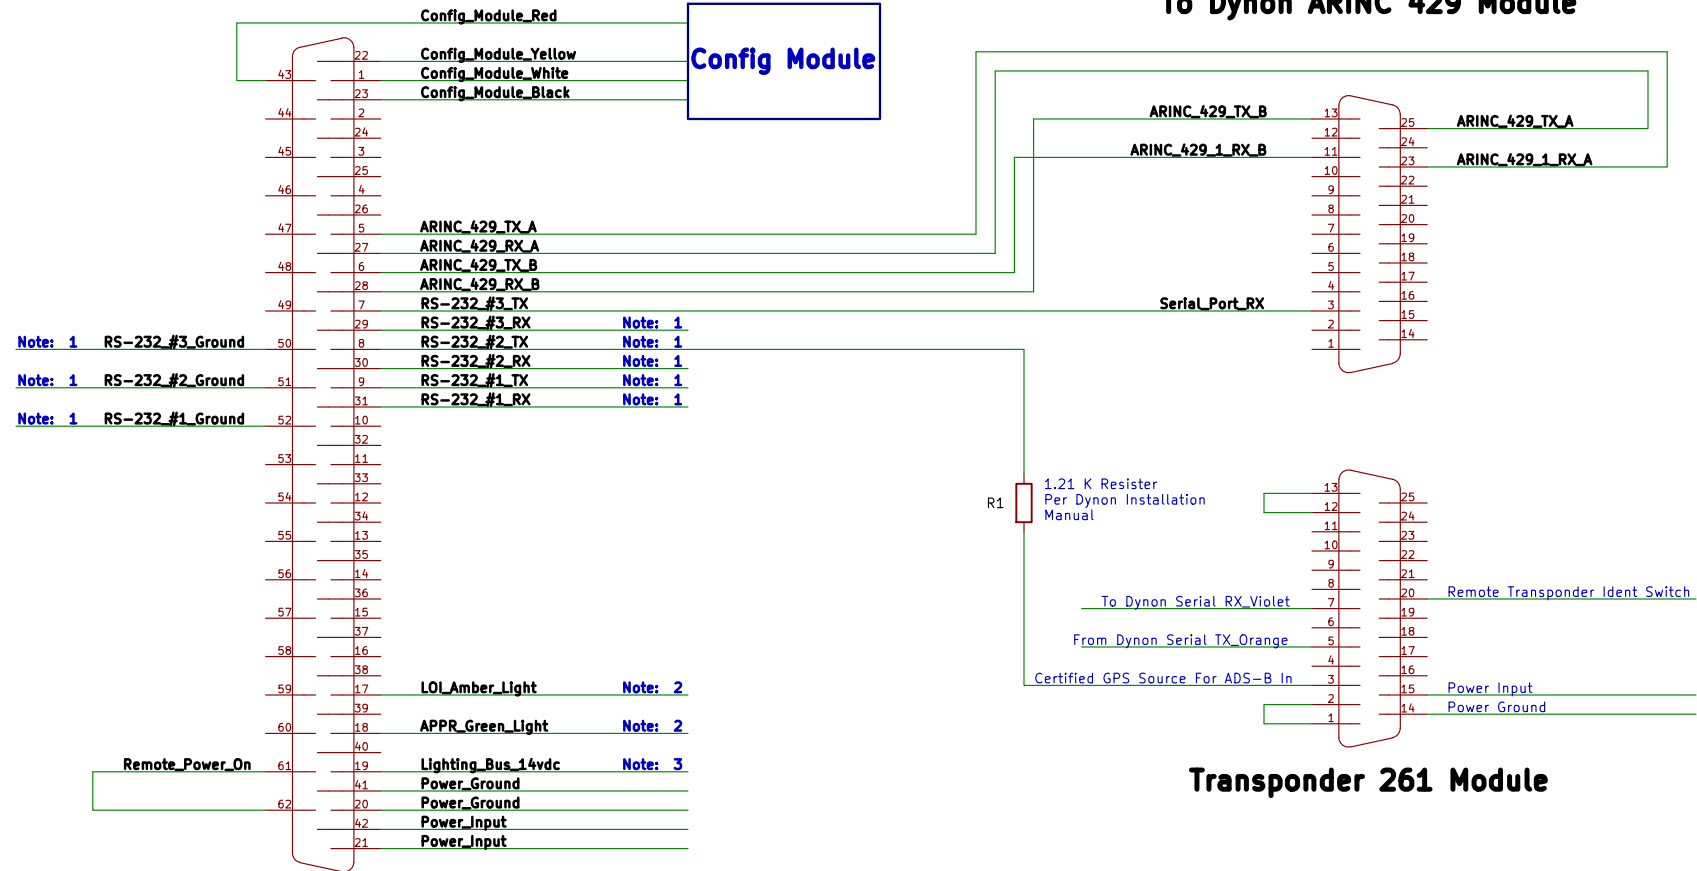 To Dynon ARINC 429 Module
Config_Module_Red
Config Module
22 Config_Module_Yellow
43 1 Config_Module_White
23 Config_Module_Black
44 2
24
45 3
25
46 4
26
47 5 ARINC_429_TX_A
27 ARINC_429_RX_A
48 6 ARINC_429_TX_B
28 ARINC_429_RX_B
49 7 RS-232_#3_TX
29 RS-232_#3_RX Note: 1
Note: 1 RS-232_#3_Ground 50 8 RS-232_#2_TX Note: 1
30 RS-232_#2_RX Note: 1
Note: 1 RS-232_#2_Ground 51 9 RS-232_#1_TX Note: 1
31 RS-232_#1_RX Note: 1
Note: 1 RS-232_#1_Ground 52 10
32
53 11
33
54 12
34
55 13
35
56 14
36
57 15
37
58 16
38
59 17 LOI_Amber_Light Note: 2
39
60 18 APPR_Green_Light Note: 2
40
Remote_Power_On 61 19 Lighting_Bus_14vdc Note: 3
41 Power_Ground
62 20 Power_Ground
42 Power_Input
21 Power_Input
ARINC_429_TX_B 13
25 ARINC_429_TX_A
12
24
ARINC_429_1_RX_B 11
23 ARINC_429_1_RX_A
10
22
9
21
8
20
7
19
6
18
5
17
4
16
Serial_Port_RX 3
15
2
14
1
R1
1.21 K Resister
Per Dynon Installation
Manual
13
25
12
24
11
23
10
22
9
21
8
20 Remote Transponder Ident Switch
To Dynon Serial RX_Violet 7
19
6
18
From Dynon Serial TX_Orange 5
17
4
16
Certified GPS Source For ADS-B In 3
15 Power Input
2
14 Power Ground
1
Transponder 261 Module